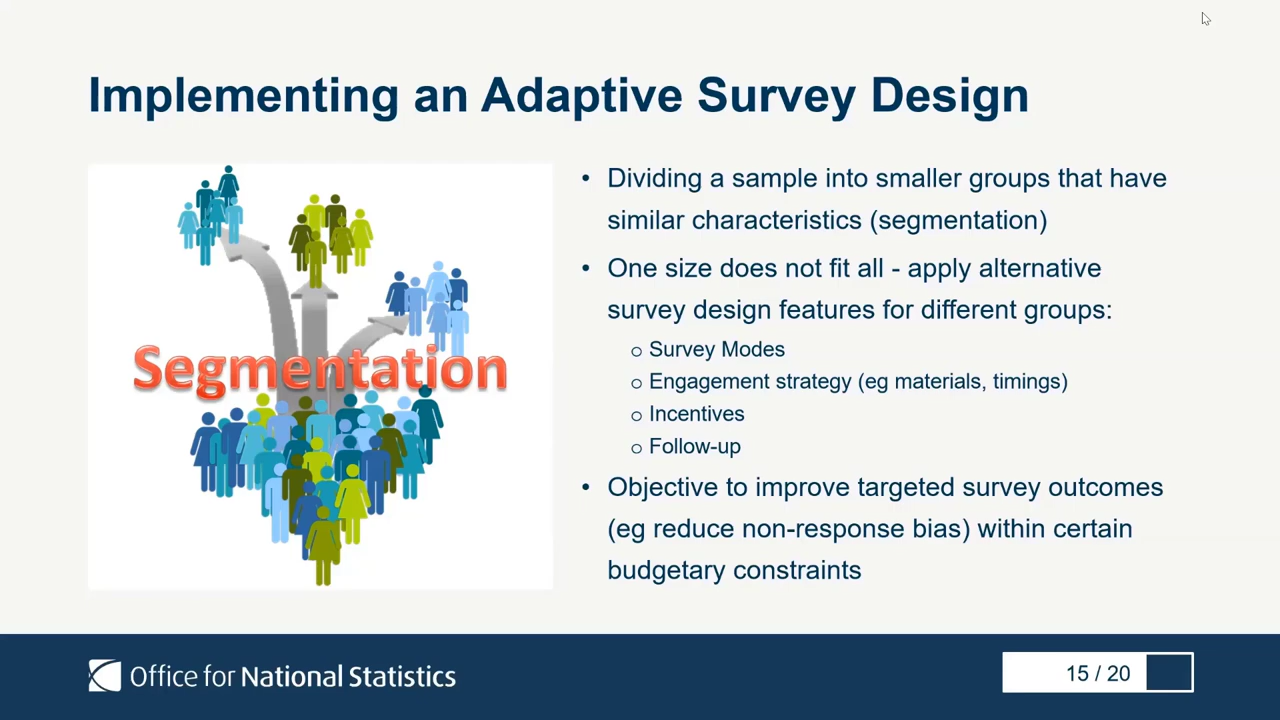 Implementing an Adaptive Survey Design
Segmentation
• Dividing a sample into smaller groups that have
similar characteristics (segmentation)
• One size does not fit all - apply alternative
survey design features for different groups:
o Survey Modes
o Engagement strategy (eg materials, timings)
o Incentives
o Follow-up
• Objective to improve targeted survey outcomes
(eg reduce non-response bias) within certain
budgetary constraints
Office for National Statistics
15 / 20